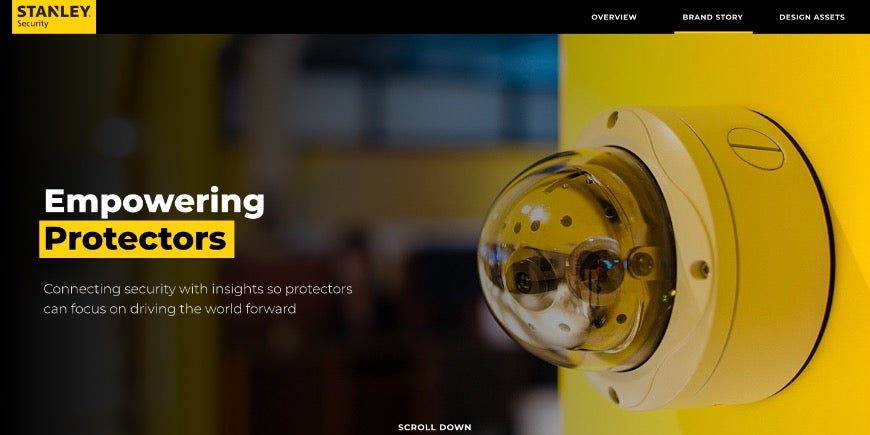 STANLEY
Security
OVERVIEW
BRAND STORY
DESIGN ASSETS
Empowering
Protectors
Connecting security with insights so protectors
can focus on driving the world forward
SCROLL DOWN